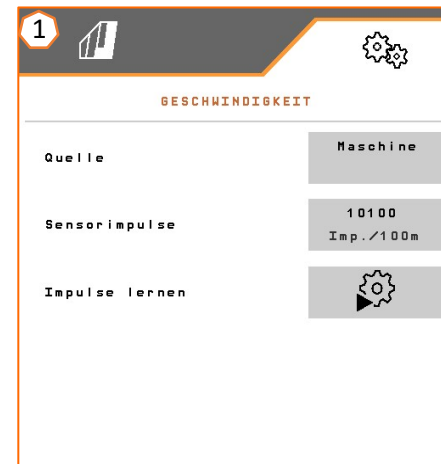 1
GESCHWINDIGKEIT
Quelle
Maschine
Sensorimpulse
10100
Imp./100m
Impulse lernen